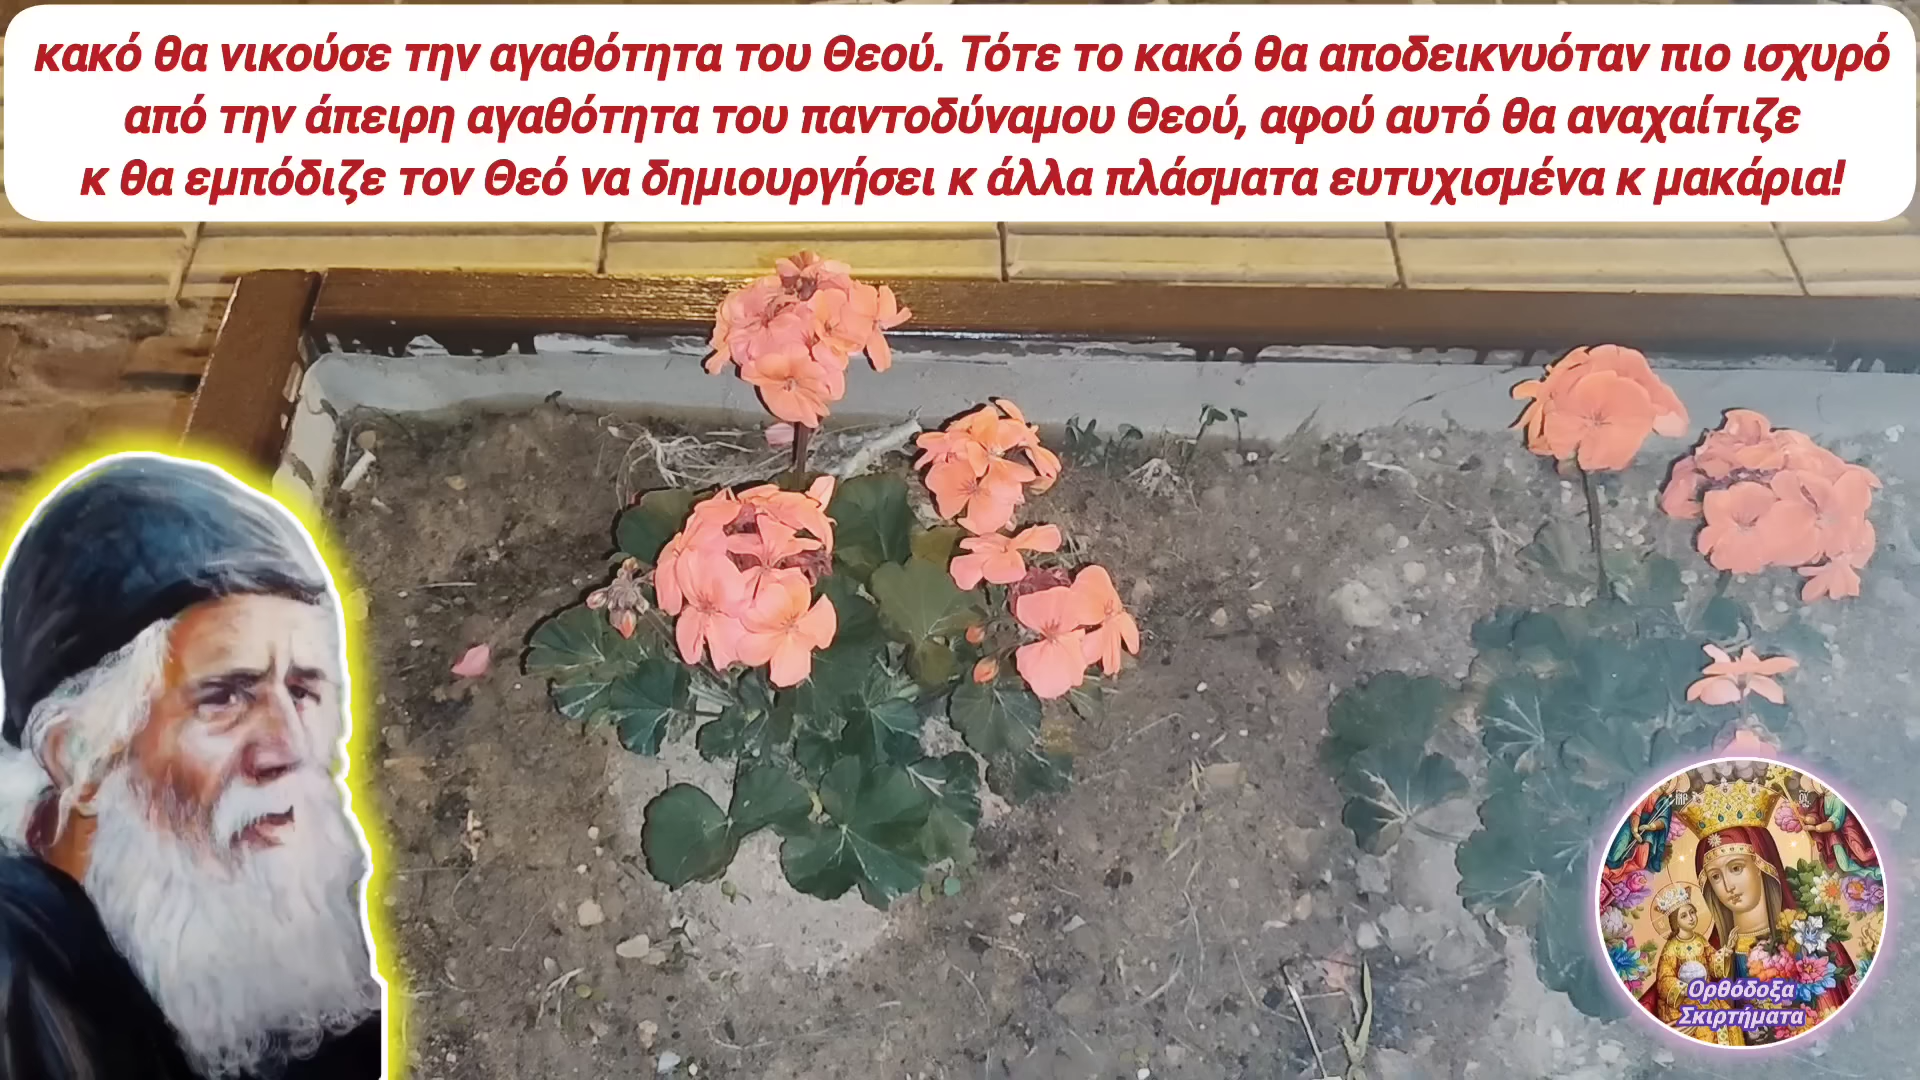 κακό θα νικούσε την αγαθότητα του Θεού. Τότε το κακό θα αποδεικνυόταν πιο ισχυρό
από την άπειρη αγαθότητα του παντοδύναμου Θεού, αφού αυτό θα αναχαίτιζε
κ θα εμπόδιζε τον Θεό να δημιουργήσει κ άλλα πλάσματα ευτυχισμένα κ μακάρια!
Ορθόδοξα
Σκιρτήματα